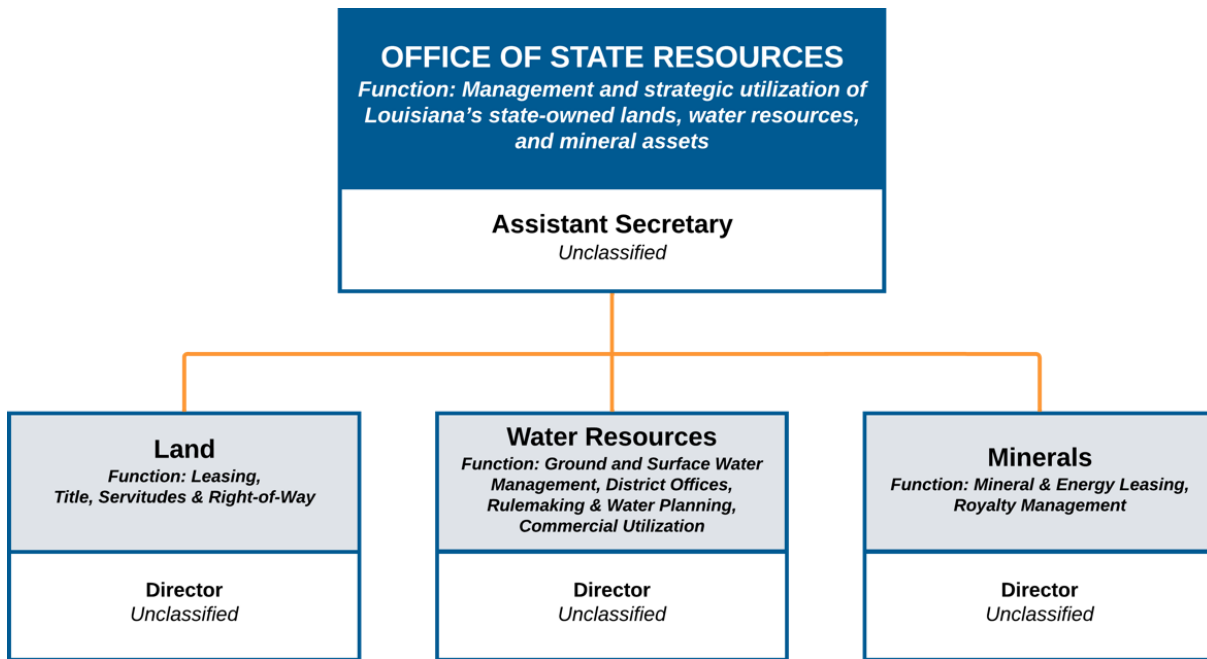 OFFICE OF STATE RESOURCES
Function: Management and strategic utilization of
Louisiana’s state-owned lands, water resources,
and mineral assets
Assistant Secretary
Unclassified
Land
Function: Leasing,
Title, Servitudes & Right-of-Way
Director
Unclassified
Water Resources
Function: Ground and Surface Water
Management, District Offices,
Rulemaking & Water Planning,
Commercial Utilization
Director
Unclassified
Minerals
Function: Mineral & Energy Leasing,
Royalty Management
Director
Unclassified